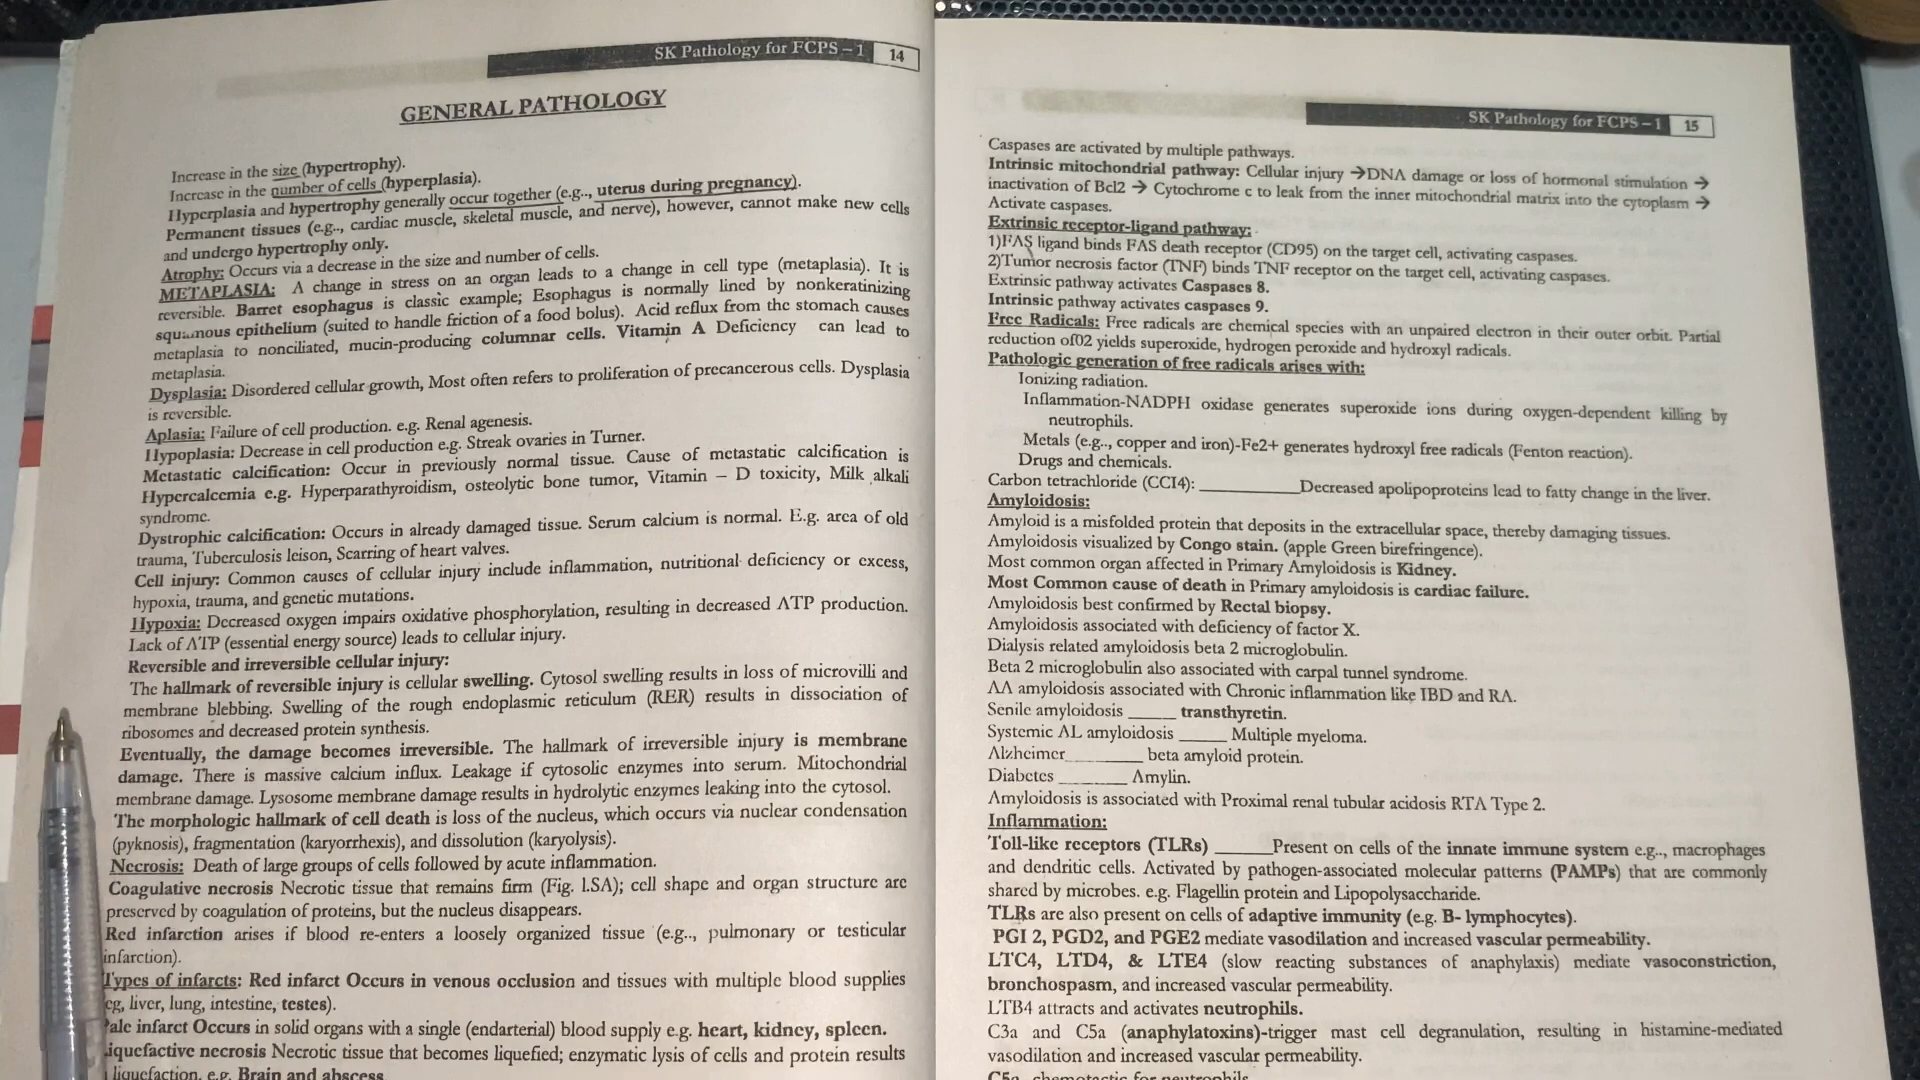 SK Pathology for FCPS – 1 14
GENERAL PATHOLOGY
Increase in the size (hypertrophy).
Increase in the number of cells (hyperplasia).
Hyperplasia and hypertrophy generally occur together (e.g.., uterus during pregnancy).
Permanent tissues (e.g.., cardiac muscle, skeletal muscle, and nerve), however, cannot make new cells
and undergo hypertrophy only.
Atrophy: Occurs via a decrease in the size and number of cells.
METAPLASIA: A change in stress on an organ leads to a change in cell type (metaplasia). It is
reversible. Barret esophagus is classic example; Esophagus is normally lined by nonkeratinizing
squamous epithelium (suited to handle friction of a food bolus). Acid reflux from the stomach causes
metaplasia to nonciliated, mucin-producing columnar cells. Vitamin A Deficiency can lead to
metaplasia.
Dysplasia: Disordered cellular growth, Most often refers to proliferation of precancerous cells. Dysplasia
is reversible.
Aplasia: Failure of cell production. e.g. Renal agenesis.
Hypoplasia: Decrease in cell production e.g. Streak ovaries in Turner.
Metastatic calcification: Occur in previously normal tissue. Cause of metastatic calcification is
Hypercalcemia e.g. Hyperparathyroidism, osteolytic bone tumor, Vitamin – D toxicity, Milk alkali
syndrome.
Dystrophic calcification: Occurs in already damaged tissue. Serum calcium is normal. E.g. area of old
trauma, Tuberculosis leison, Scarring of heart valves.
Cell injury: Common causes of cellular injury include inflammation, nutritional deficiency or excess,
hypoxia, trauma, and genetic mutations.
Hypoxia: Decreased oxygen impairs oxidative phosphorylation, resulting in decreased ATP production.
Lack of ATP (essential energy source) leads to cellular injury.
Reversible and irreversible cellular injury:
The hallmark of reversible injury is cellular swelling. Cytosol swelling results in loss of microvilli and
membrane blebbing. Swelling of the rough endoplasmic reticulum (RER) results in dissociation of
ribosomes and decreased protein synthesis.
Eventually, the damage becomes irreversible. The hallmark of irreversible injury is membrane
damage. There is massive calcium influx. Leakage if cytosolic enzymes into serum. Mitochondrial
membrane damage. Lysosome membrane damage results in hydrolytic enzymes leaking into the cytosol.
The morphologic hallmark of cell death is loss of the nucleus, which occurs via nuclear condensation
(pyknosis), fragmentation (karyorrhexis), and dissolution (karyolysis).
Necrosis: Death of large groups of cells followed by acute inflammation.
Coagulative necrosis Necrotic tissue that remains firm (Fig. l.SA); cell shape and organ structure are
preserved by coagulation of proteins, but the nucleus disappears.
Red infarction arises if blood re-enters a loosely organized tissue (e.g.., pulmonary or testicular
infarction).
Types of infarcts: Red infarct Occurs in venous occlusion and tissues with multiple blood supplies
eg, liver, lung, intestine, testes).
Pale infarct Occurs in solid organs with a single (endarterial) blood supply e.g. heart, kidney, spleen.
Liquefactive necrosis Necrotic tissue that becomes liquefied; enzymatic lysis of cells and protein results
liquefaction. e.g. Brain and abscess
SK Pathology for FCPS – 1 15
Caspases are activated by multiple pathways.
Intrinsic mitochondrial pathway: Cellular injury → DNA damage or loss of hormonal stimulation →
inactivation of Bcl2 → Cytochrome c to leak from the inner mitochondrial matrix into the cytoplasm →
Activate caspases.
Extrinsic receptor-ligand pathway:
1)FAS ligand binds FAS death receptor (CD95) on the target cell, activating caspases.
2)Tumor necrosis factor (TNF) binds TNF receptor on the target cell, activating caspases.
Extrinsic pathway activates Caspases 8.
Intrinsic pathway activates caspases 9.
Free Radicals: Free radicals are chemical species with an unpaired electron in their outer orbit. Partial
reduction of02 yields superoxide, hydrogen peroxide and hydroxyl radicals.
Pathologic generation of free radicals arises with:
Ionizing radiation.
Inflammation-NADPH oxidase generates superoxide ions during oxygen-dependent killing by
neutrophils.
Metals (e.g.., copper and iron)-Fe2+ generates hydroxyl free radicals (Fenton reaction).
Drugs and chemicals.
Carbon tetrachloride (CCI4): __________Decreased apolipoproteins lead to fatty change in the liver.
Amyloidosis:
Amyloid is a misfolded protein that deposits in the extracellular space, thereby damaging tissues.
Amyloidosis visualized by Congo stain. (apple Green birefringence).
Most common organ affected in Primary Amyloidosis is Kidney.
Most Common cause of death in Primary amyloidosis is cardiac failure.
Amyloidosis best confirmed by Rectal biopsy.
Amyloidosis associated with deficiency of factor X.
Dialysis related amyloidosis beta 2 microglobulin.
Beta 2 microglobulin also associated with carpal tunnel syndrome.
AA amyloidosis associated with Chronic inflammation like IBD and RA.
Senile amyloidosis _____ transthyretin.
Systemic AL amyloidosis _____ Multiple myeloma.
Alzheimer________ beta amyloid protein.
Diabetes _______ Amylin.
Amyloidosis is associated with Proximal renal tubular acidosis RTA Type 2.
Inflammation:
Toll-like receptors (TLRs) ______Present on cells of the innate immune system e.g.., macrophages
and dendritic cells. Activated by pathogen-associated molecular patterns (PAMPs) that are commonly
shared by microbes. e.g. Flagellin protein and Lipopolysaccharide.
TLRs are also present on cells of adaptive immunity (e.g. B- lymphocytes).
PGI 2, PGD2, and PGE2 mediate vasodilation and increased vascular permeability.
LTC4, LTD4, & LTE4 (slow reacting substances of anaphylaxis) mediate vasoconstriction,
bronchospasm, and increased vascular permeability.
LTB4 attracts and activates neutrophils.
C3a and C5a (anaphylatoxins)-trigger mast cell degranulation, resulting in histamine-mediated
vasodilation and increased vascular permeability.
C5a chemotactic for neutrophils